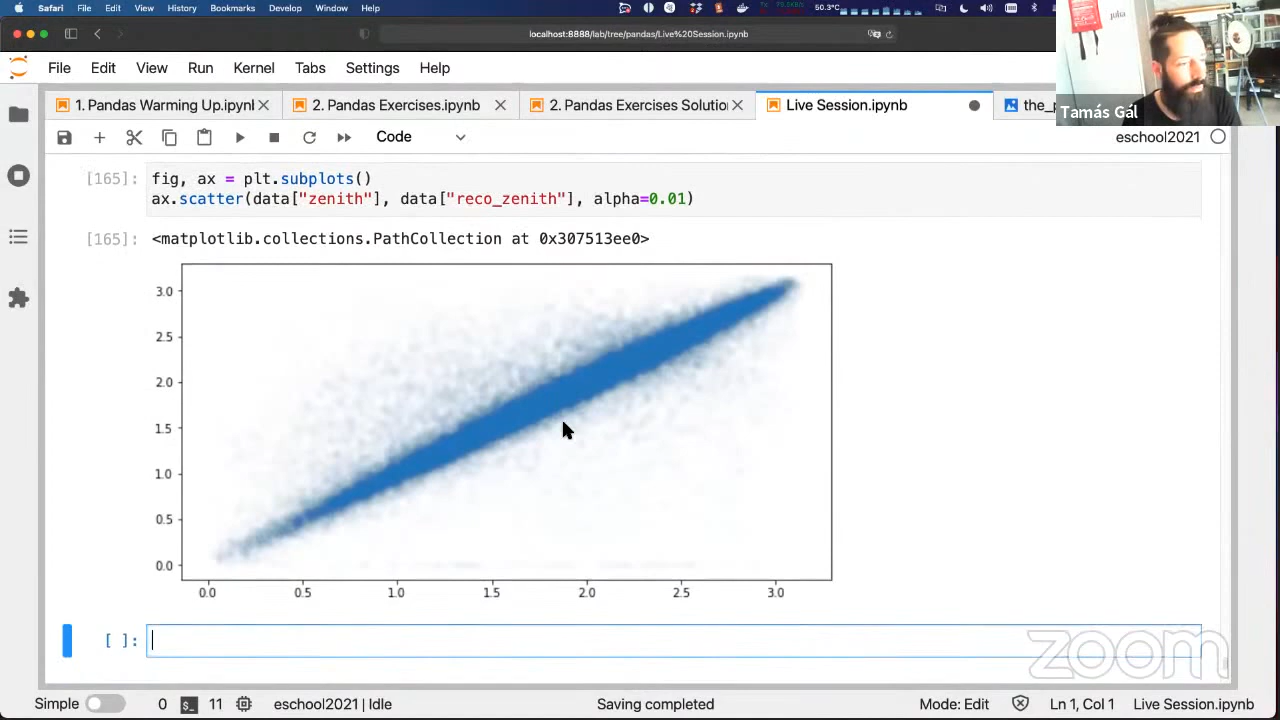 Safari File Edit View History Bookmarks Develop Window Help
50.3°C
localhost:8888/lab/tree/pandas/Live%20Session.ipynb
File Edit View Run Kernel Tabs Settings Help
1. Pandas Warming Up.ipynl
2. Pandas Exercises.ipynb
2. Pandas Exercises Solutio
Live Session.ipynb
the_p
Tamás Gál
Code
eschool2021
[165]: fig, ax = plt.subplots()
ax.scatter(data["zenith"], data["reco_zenith"], alpha=0.01)
[165]: <matplotlib.collections.PathCollection at 0x307513ee0>
3.0
2.5
2.0
1.5
1.0
0.5
0.0
0.0 0.5 1.0 1.5 2.0 2.5 3.0
[ ]:
zoom
Simple 0 11 eschool2021 | Idle Saving completed Mode: Edit Ln 1, Col 1 Live Session.ipynb